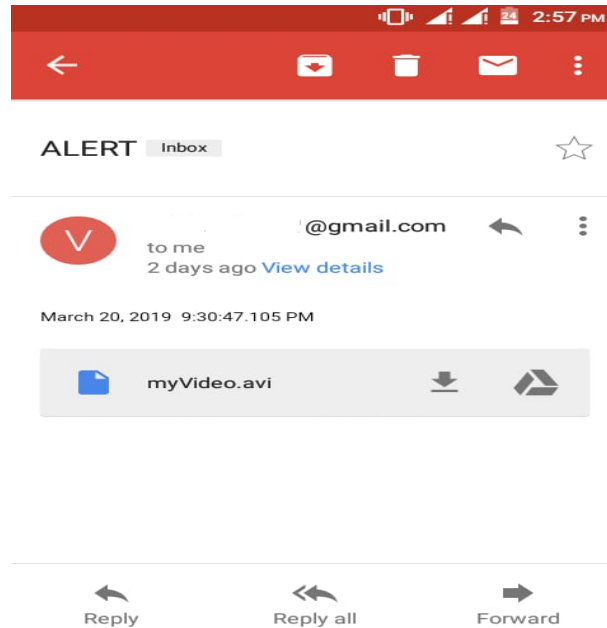 24 2:57 PM
ALERT Inbox
V
@gmail.com
to me
2 days ago View details
March 20, 2019 9:30:47.105 PM
myVideo.avi
Reply Reply all Forward